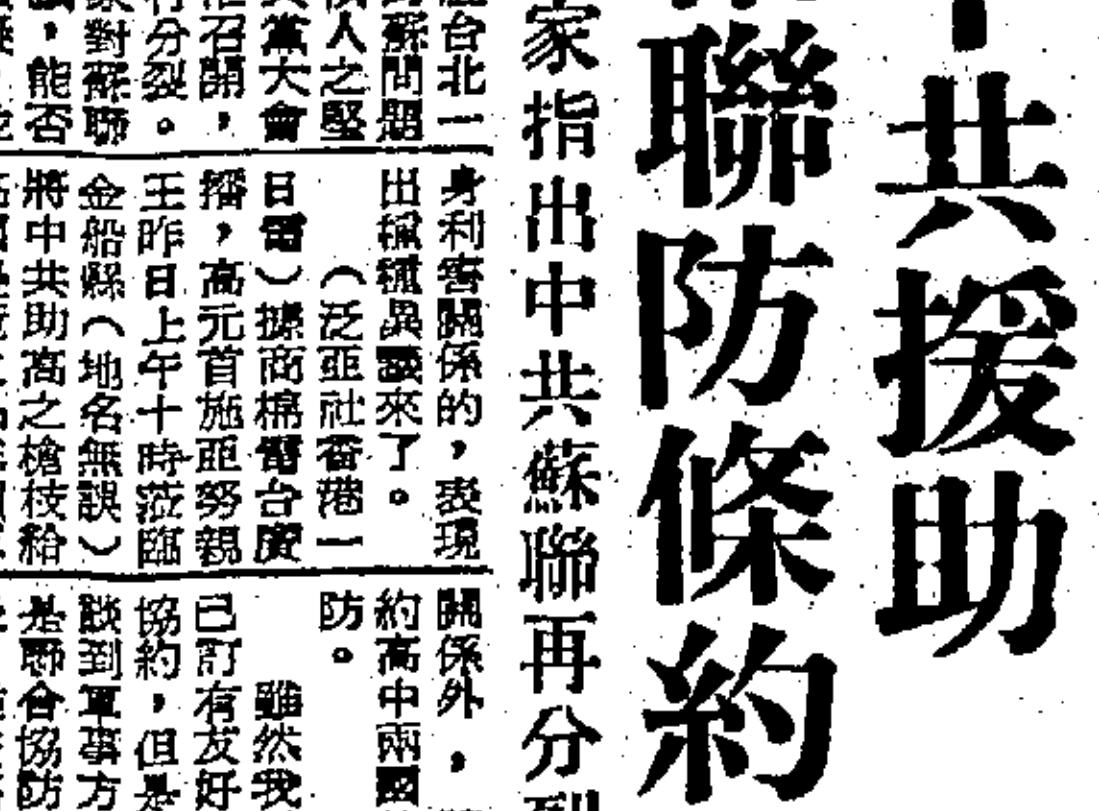 共援助
聯防條約
家指出中共蘇聯再分
台北一
蘇問題
人之堅
黨大會
召開，
分裂。
對蘇聯
，能否
身利害關係的，表現
出種種異議來了。
（泛亞社香港一
日電）據商棉電台廣
播，高元首施亞努親
王昨日上午十時蒞臨
金船縣（地名無誤）
將中共助高之槍枝給
關係外，
約高中兩國
防。
雖然我
已訂有友好
協約，但是
談到軍事方
是聯合協防